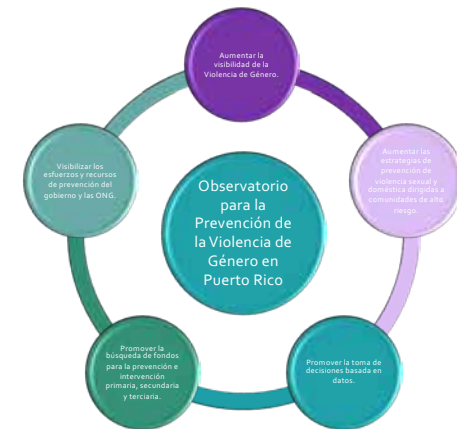 Aumentar la
visibilidad de la
Violencia de Género.
Aumentar las
estrategias de
prevención de
violencia sexual y
doméstica dirigidas a
comunidades de alto
riesgo.
Promover la toma de
decisiones basada en
datos.
Promover la
búsqueda de fondos
para la prevención e
intervención
primaria, secundaria
y terciaria.
Visibilizar los
esfuerzos y recursos
de prevención del
gobierno y las ONG.
Observatorio
para la
Prevención de
la Violencia de
Género en
Puerto Rico